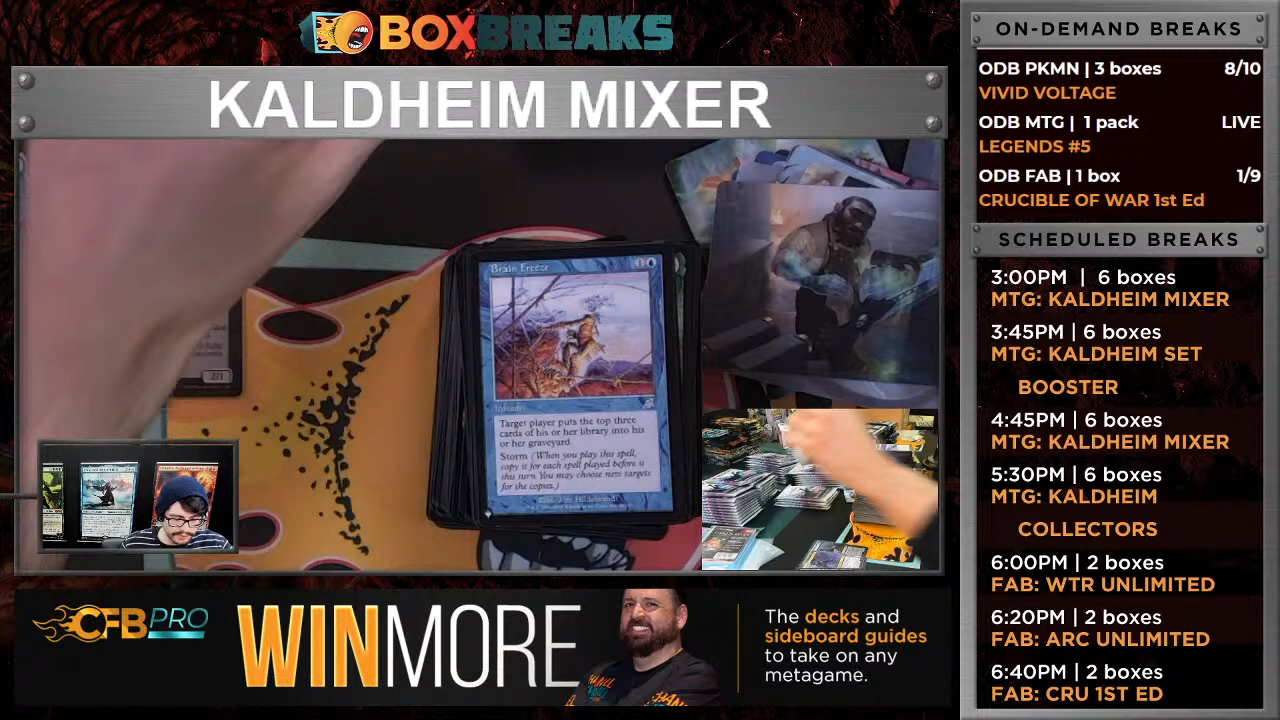 BOXBREAKS
KALDHEIM MIXER
Brain Freeze
Instant
Target player puts the top three
cards of his or her library into his
or her graveyard.
Storm (When you play this spell,
copy it for each spell played before it
this turn. You may choose new targets
for the copies.)
2/1
CFBPRO
WINMORE
The decks and
sideboard guides
to take on any
metagame.
ON-DEMAND BREAKS
ODB PKMN | 3 boxes 8/10
VIVID VOLTAGE
ODB MTG | 1 pack LIVE
LEGENDS #5
ODB FAB | 1 box 1/9
CRUCIBLE OF WAR 1st Ed
SCHEDULED BREAKS
3:00PM | 6 boxes
MTG: KALDHEIM MIXER
3:45PM | 6 boxes
MTG: KALDHEIM SET
BOOSTER
4:45PM | 6 boxes
MTG: KALDHEIM MIXER
5:30PM | 6 boxes
MTG: KALDHEIM
COLLECTORS
6:00PM | 2 boxes
FAB: WTR UNLIMITED
6:20PM | 2 boxes
FAB: ARC UNLIMITED
6:40PM | 2 boxes
FAB: CRU 1ST ED